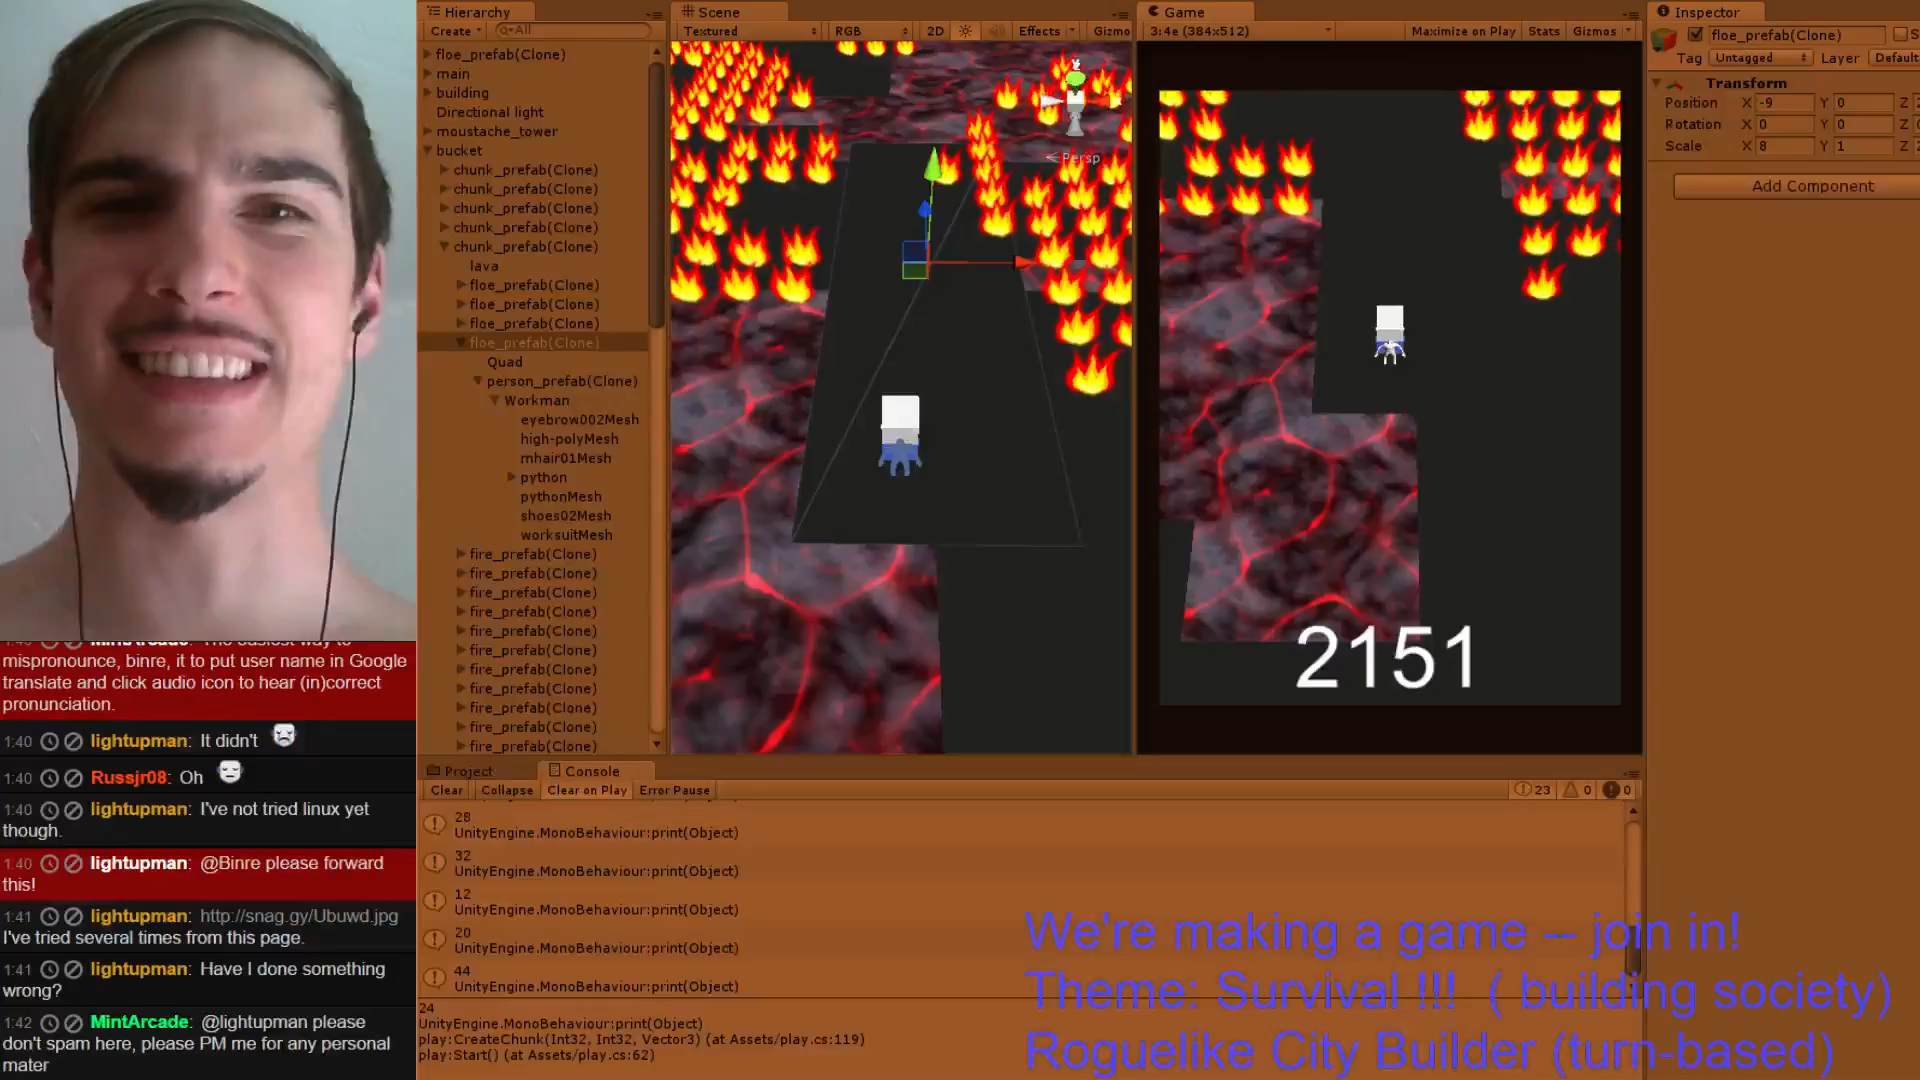 MintArcade: The easiest way to
mispronounce, binre, it to put user name in Google
translate and click audio icon to hear (in)correct
pronunciation.
1:40 lightupman: It didn't
1:40 Russjr08: Oh
1:40 lightupman: I've not tried linux yet
though.
1:40 lightupman: @Binre please forward
this!
1:41 lightupman: http://snag.gy/Ubuwd.jpg
I've tried several times from this page.
1:41 lightupman: Have I done something
wrong?
1:42 MintArcade: @lightupman please
don't spam here, please PM me for any personal
mater
Hierarchy
Create All
floe_prefab(Clone)
main
building
Directional light
moustache_tower
bucket
chunk_prefab(Clone)
chunk_prefab(Clone)
chunk_prefab(Clone)
chunk_prefab(Clone)
chunk_prefab(Clone)
lava
floe_prefab(Clone)
floe_prefab(Clone)
floe_prefab(Clone)
floe_prefab(Clone)
Quad
person_prefab(Clone)
Workman
eyebrow002Mesh
high-polyMesh
mhair01Mesh
python
pythonMesh
shoes02Mesh
worksuitMesh
fire_prefab(Clone)
fire_prefab(Clone)
fire_prefab(Clone)
fire_prefab(Clone)
fire_prefab(Clone)
fire_prefab(Clone)
fire_prefab(Clone)
fire_prefab(Clone)
fire_prefab(Clone)
fire_prefab(Clone)
fire_prefab(Clone)
Scene
Textured RGB 2D Effects Gizmo
y
Persp
Game
3:4e (384x512) Maximize on Play Stats Gizmos
2151
Inspector
floe_prefab(Clone) S
Tag Untagged Layer Default
Transform
Position X -9 Y 0 Z
Rotation X 0 Y 0 Z
Scale X 8 Y 1 Z
Add Component
Project Console
Clear Collapse Clear on Play Error Pause 23 0 0
28
UnityEngine.MonoBehaviour:print(Object)
32
UnityEngine.MonoBehaviour:print(Object)
12
UnityEngine.MonoBehaviour:print(Object)
20
UnityEngine.MonoBehaviour:print(Object)
44
UnityEngine.MonoBehaviour:print(Object)
24
UnityEngine.MonoBehaviour:print(Object)
play:CreateChunk(Int32, Int32, Vector3) (at Assets/play.cs:119)
play:Start() (at Assets/play.cs:62)
We're making a game -- join in!
Theme: Survival !!! ( building society)
Roguelike City Builder (turn-based)